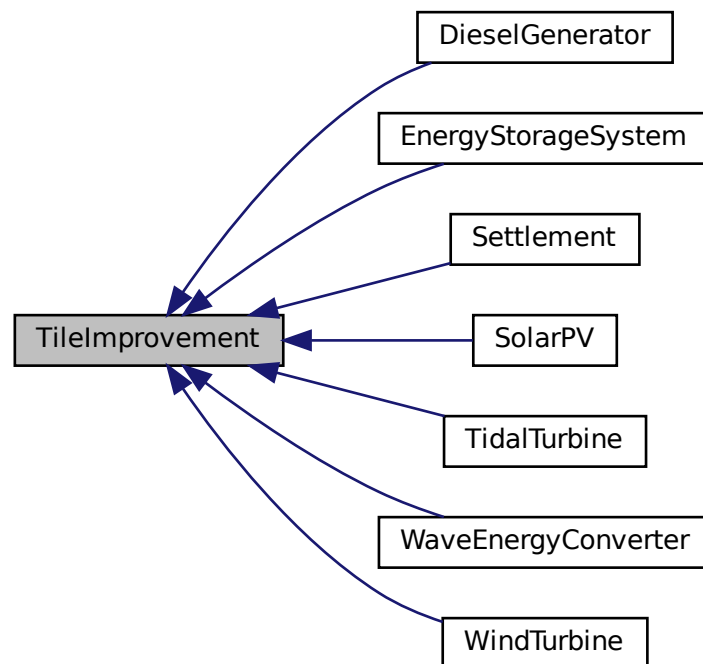 DieselGenerator
EnergyStorageSystem
Settlement
TileImprovement
SolarPV
TidalTurbine
WaveEnergyConverter
WindTurbine